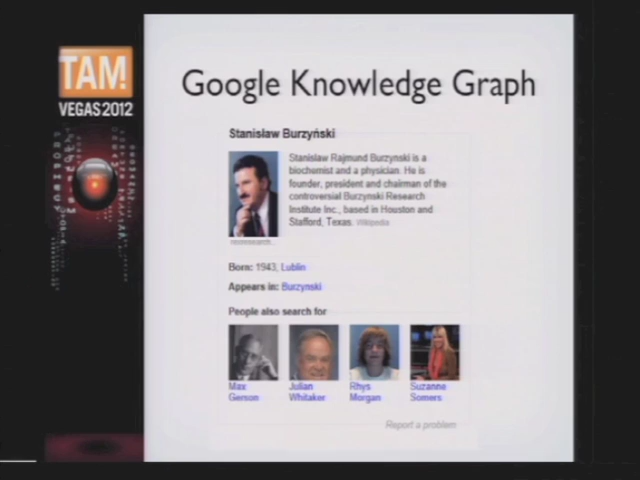 TAM!
VEGAS 2012
Google Knowledge Graph
Stanisław Burzyński
Stanislaw Rajmund Burzynski is a
biochemist and a physician. He is
founder, president and chairman of the
controversial Burzynski Research
Institute Inc., based in Houston and
Stafford, Texas. Wikipedia
Born: 1943, Lublin
Appears in: Burzynski
People also search for
Max Gerson
Julian Whitaker
Rhys Morgan
Suzanne Somers
Report a problem